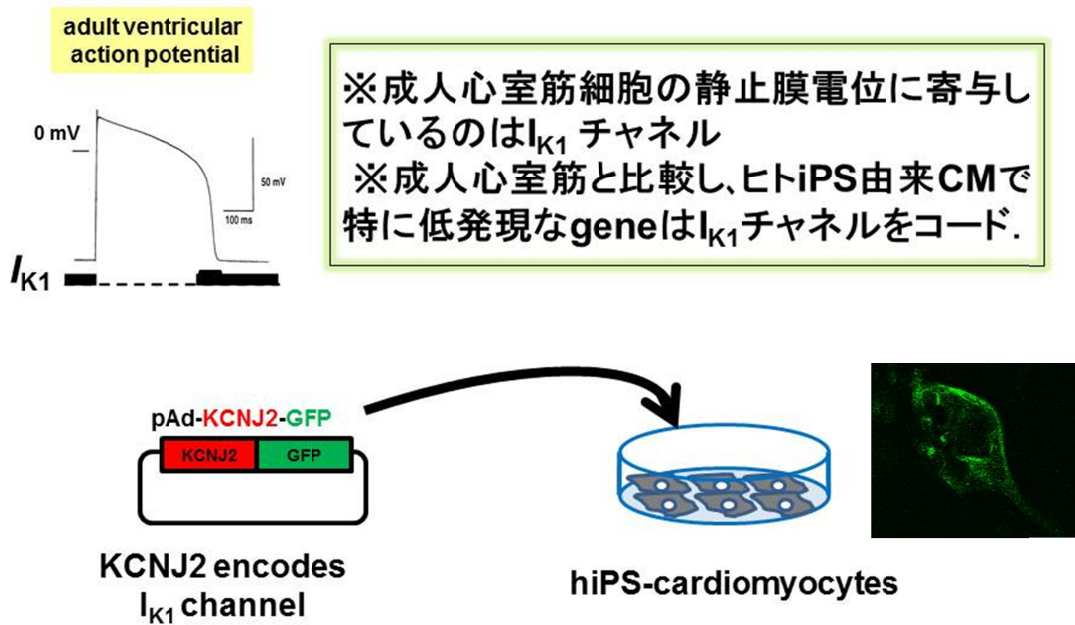 adult ventricular
action potential
0 mV
50 mV
100 ms
IK1
※成人心室筋細胞の静止膜電位に寄与し
ているのはIK1 チャネル
※成人心室筋と比較し、ヒトiPS由来CMで
特に低発現なgeneはIK1チャネルをコード.
pAd-KCNJ2-GFP
KCNJ2 GFP
KCNJ2 encodes
IK1 channel
hiPS-cardiomyocytes